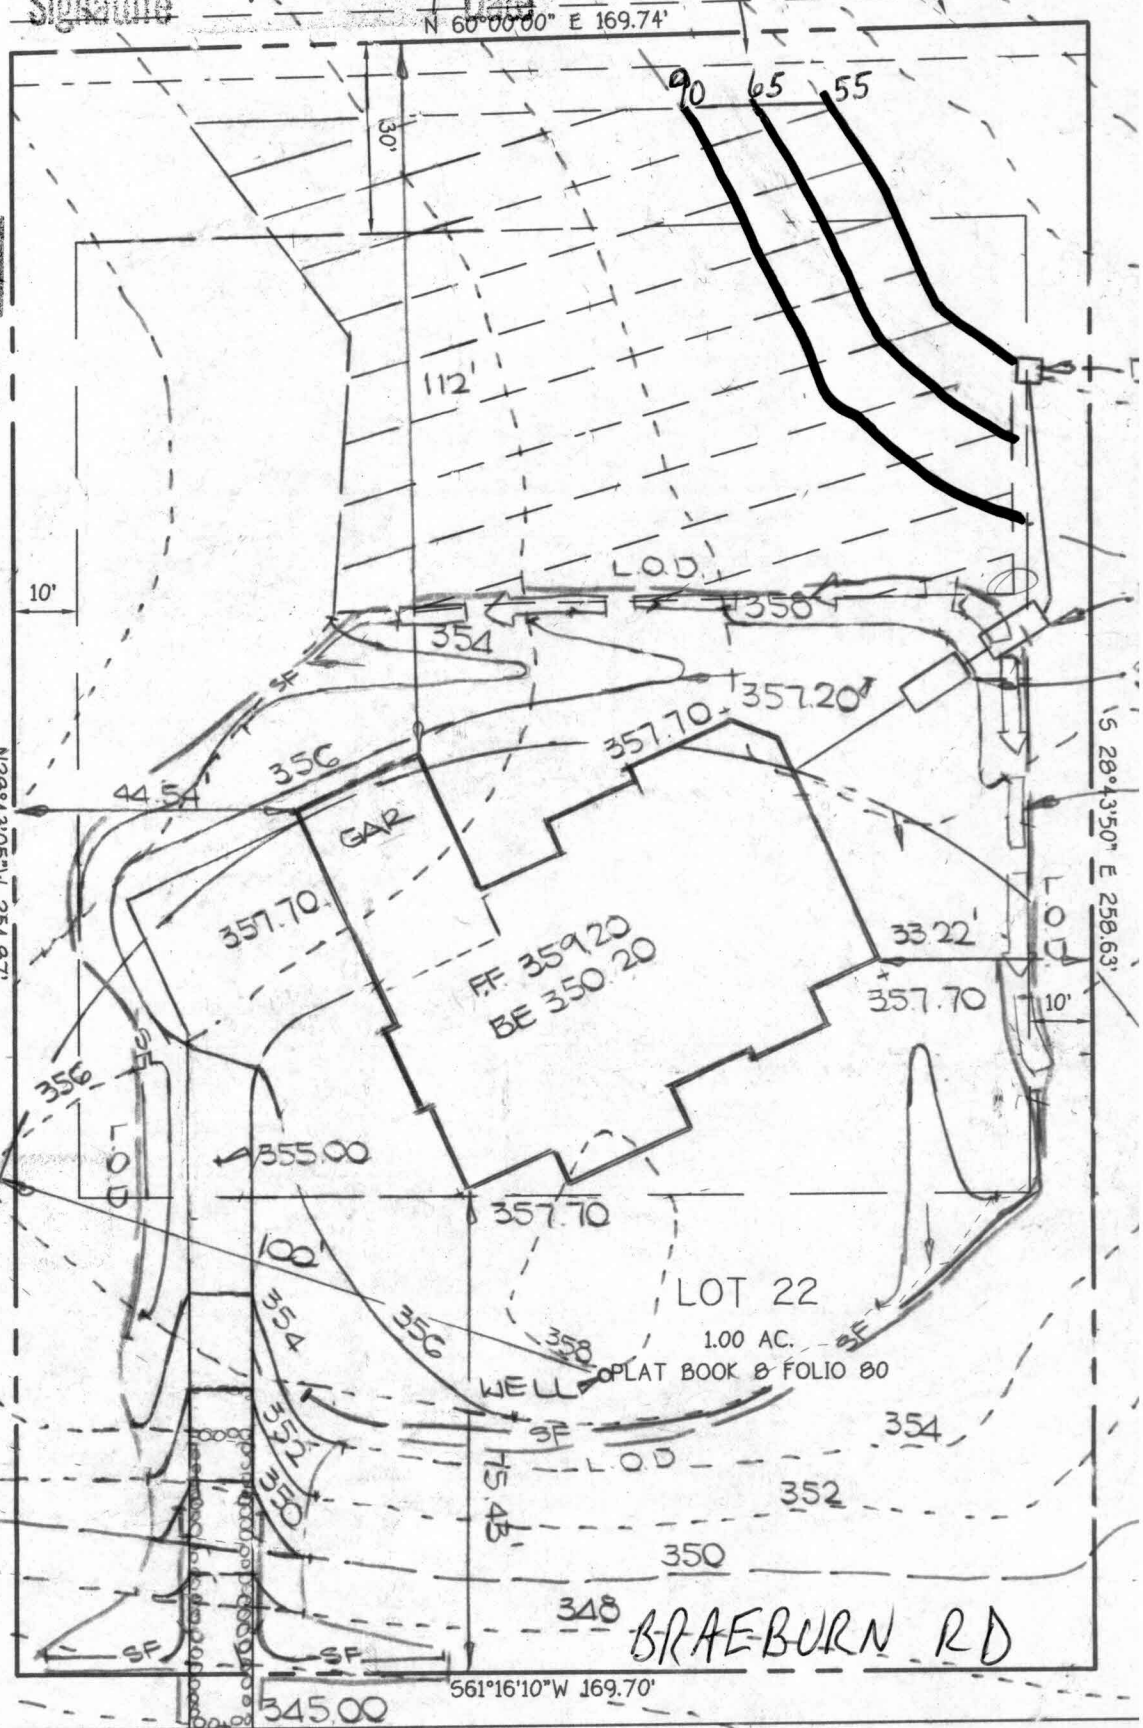 Signature Date
N 60°00'00" E 169.74'
90 65 55
30'
112'
10'
L.O.D.
354
358
SF
357.20
357.70
356
44.54
GAR
S 28°43'50" E 258.63'
357.70
33.22'
L.O.D.
FF. 359.20
BE 350.20
357.70
10'
SF
356
L.O.D
355.00
357.70
100'
LOT 22
354
356
358
1.00 AC.
SF
WELL
PLAT BOOK 8 FOLIO 80
352
SF
354
L.O.D
350
75.43'
352
350
348
BRAEBURN RD
SF
SF
S61°16'10"W 169.70'
345.00